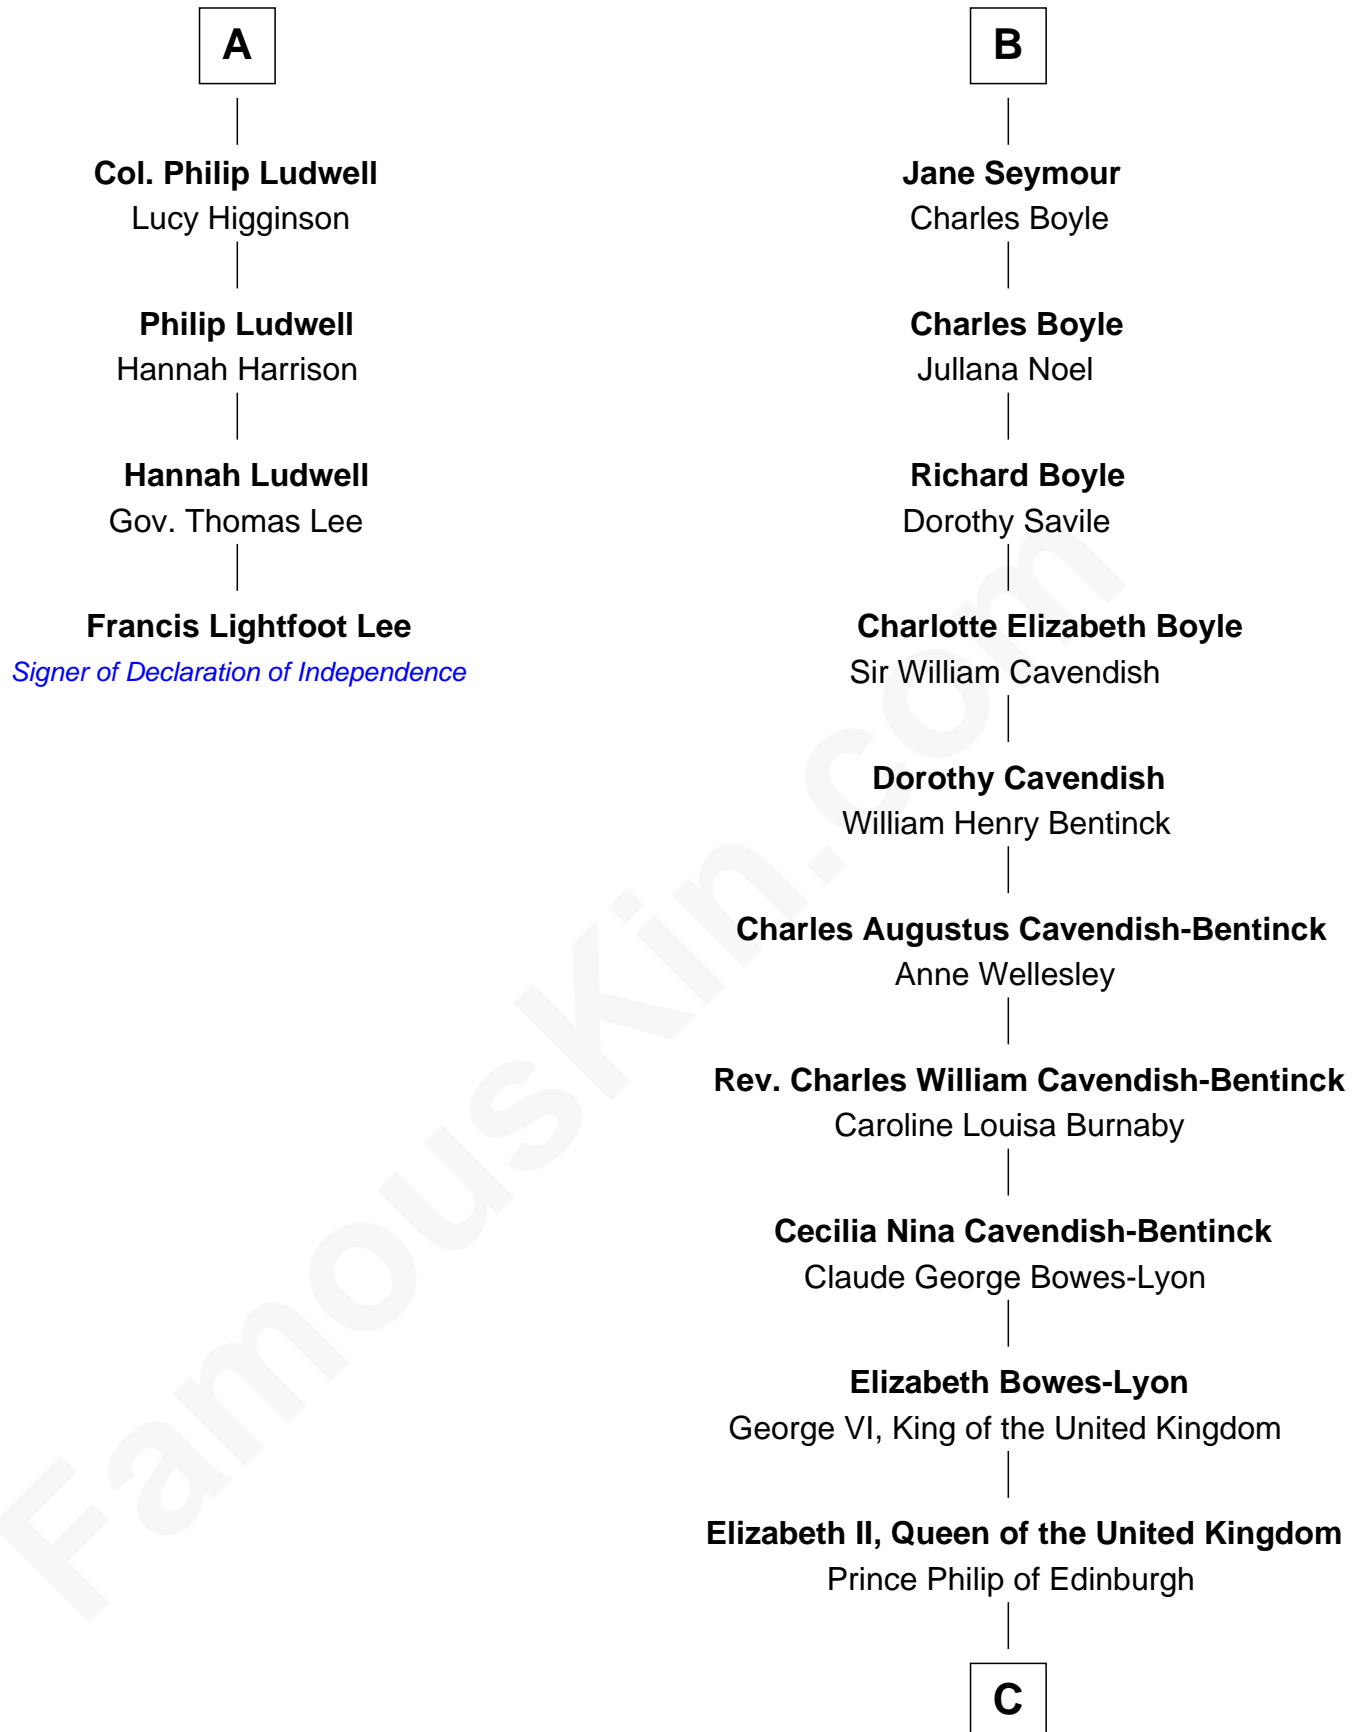 A
Col. Philip Ludwell
Lucy Higginson
Philip Ludwell
Hannah Harrison
Hannah Ludwell
Gov. Thomas Lee
Francis Lightfoot Lee
Signer of Declaration of Independence
B
Jane Seymour
Charles Boyle
Charles Boyle
Jullana Noel
Richard Boyle
Dorothy Savile
Charlotte Elizabeth Boyle
Sir William Cavendish
Dorothy Cavendish
William Henry Bentinck
Charles Augustus Cavendish-Bentinck
Anne Wellesley
Rev. Charles William Cavendish-Bentinck
Caroline Louisa Burnaby
Cecilia Nina Cavendish-Bentinck
Claude George Bowes-Lyon
Elizabeth Bowes-Lyon
George VI, King of the United Kingdom
Elizabeth II, Queen of the United Kingdom
Prince Philip of Edinburgh
C
FamousKin.com